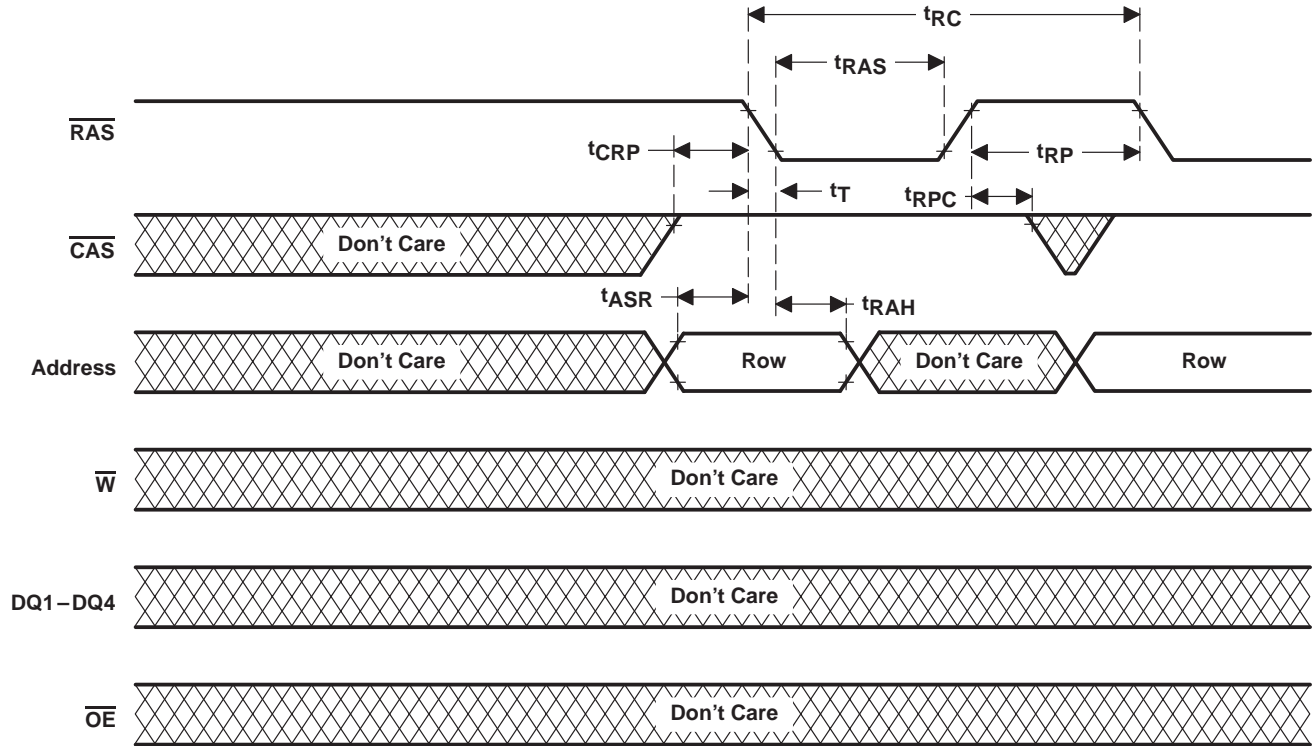 tRC
tRAS
RAS
tCRP
tRP
tT
tRPC
CAS
Don't Care
tASR
tRAH
Address
Don't Care
Row
Don't Care
Row
W
Don't Care
DQ1–DQ4
Don't Care
OE
Don't Care